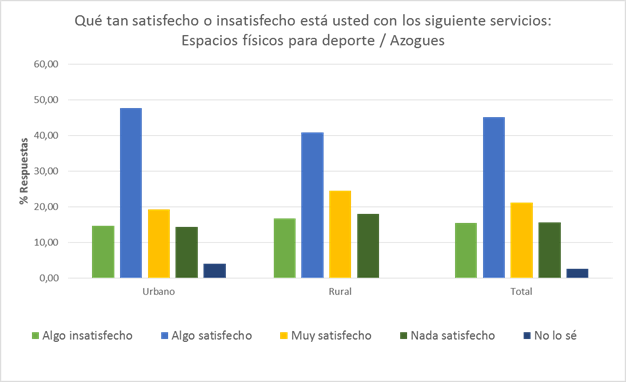 Qué tan satisfecho o insatisfecho está usted con los siguiente servicios:
Espacios físicos para deporte / Azogues
60,00
50,00
40,00
30,00
20,00
10,00
0,00
% Respuestas
Urbano
Rural
Total
Algo insatisfecho
Algo satisfecho
Muy satisfecho
Nada satisfecho
No lo sé